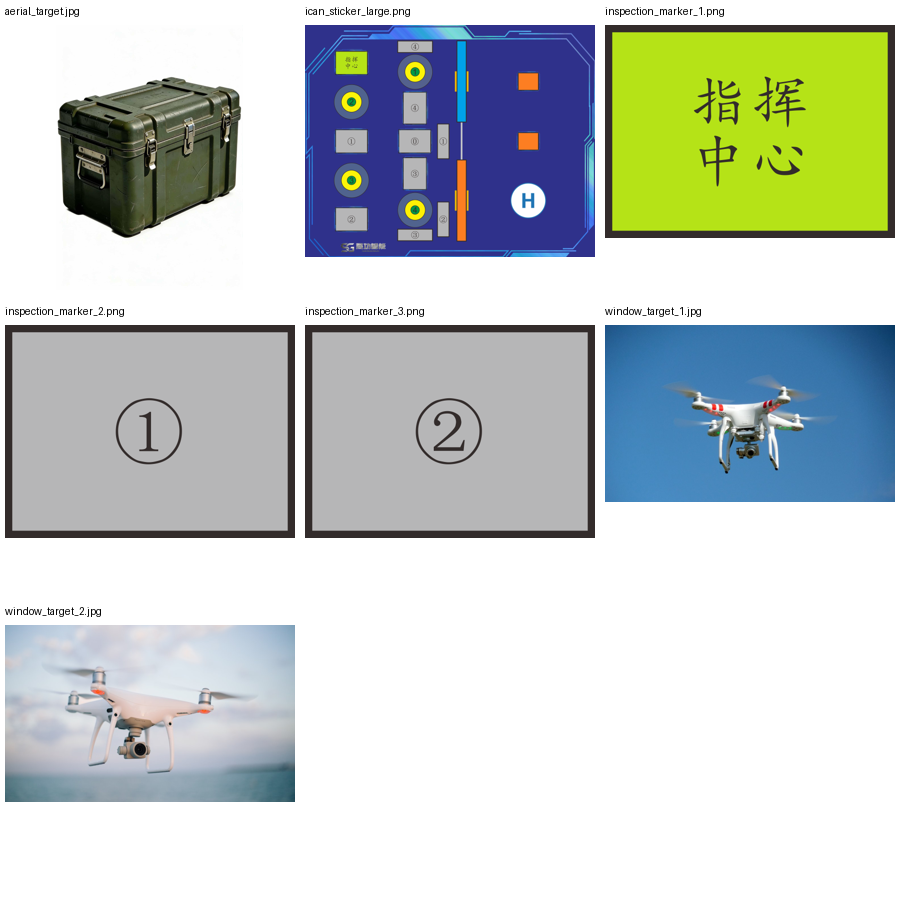 aerial_target.jpg
ican_sticker_large.png
inspection_marker_1.png
④
指挥
中心
④
①
⓪
①
③
②
②
③
H
指挥
中心
inspection_marker_2.png
inspection_marker_3.png
window_target_1.jpg
①
②
window_target_2.jpg